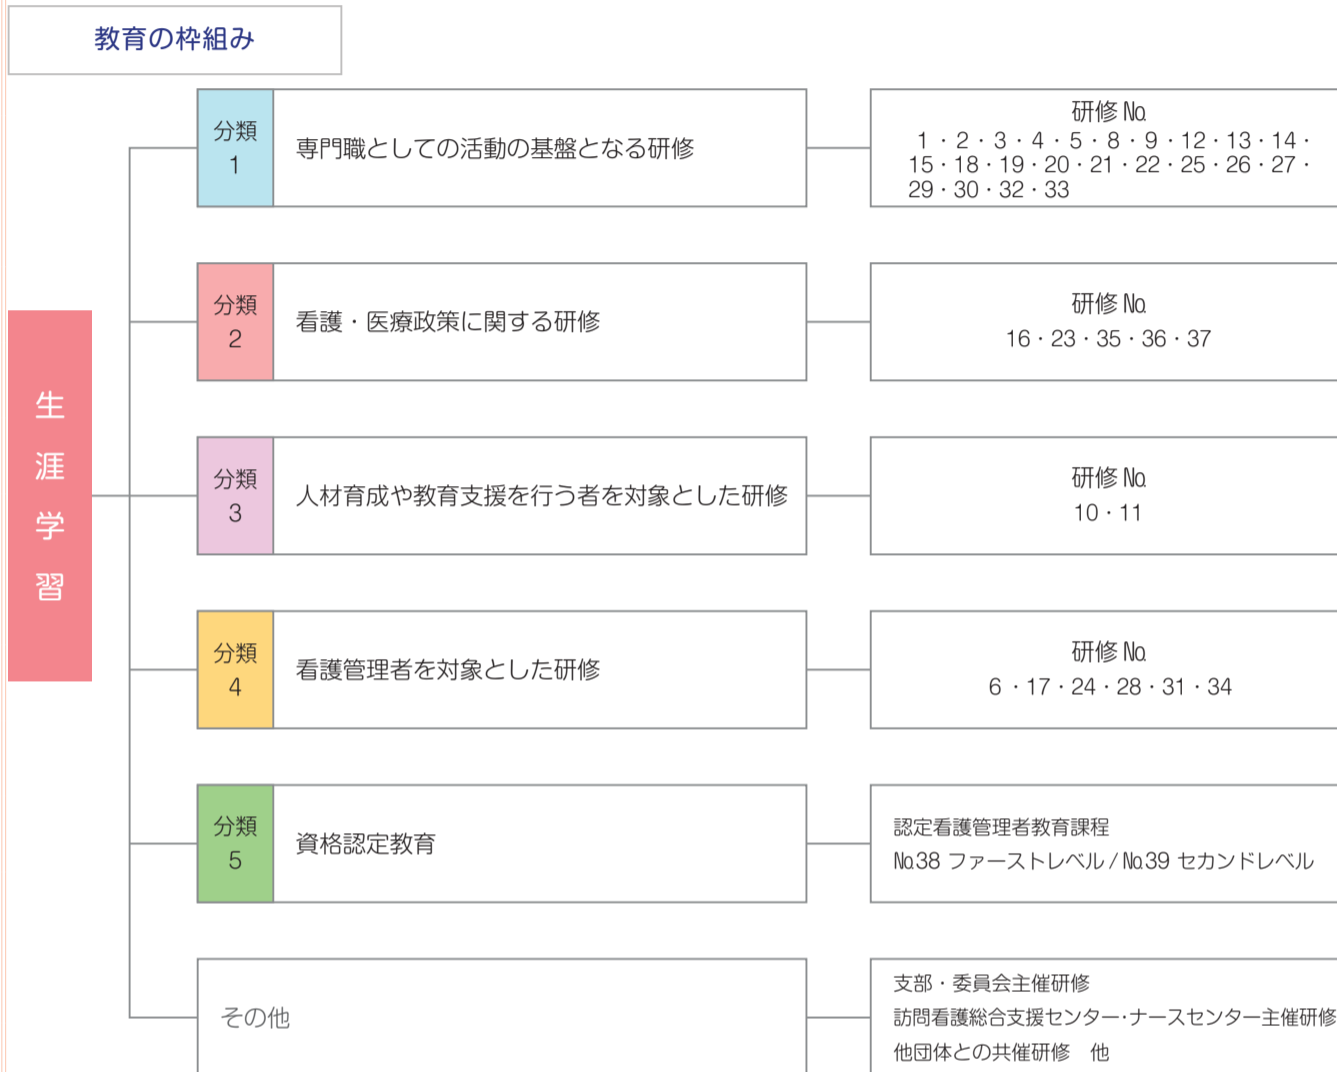 教育の枠組み
生涯学習
分類
1
専門職としての活動の基盤となる研修
研修 №
1・2・3・4・5・8・9・12・13・14・
15・18・19・20・21・22・25・26・27・
29・30・32・33
分類
2
看護・医療政策に関する研修
研修 №
16・23・35・36・37
分類
3
人材育成や教育支援を行う者を対象とした研修
研修 №
10・11
分類
4
看護管理者を対象とした研修
研修 №
6・17・24・28・31・34
分類
5
資格認定教育
認定看護管理者教育課程
№38 ファーストレベル / №39 セカンドレベル
その他
支部・委員会主催研修
訪問看護総合支援センター・ナースセンター主催研修
他団体との共催研修　他